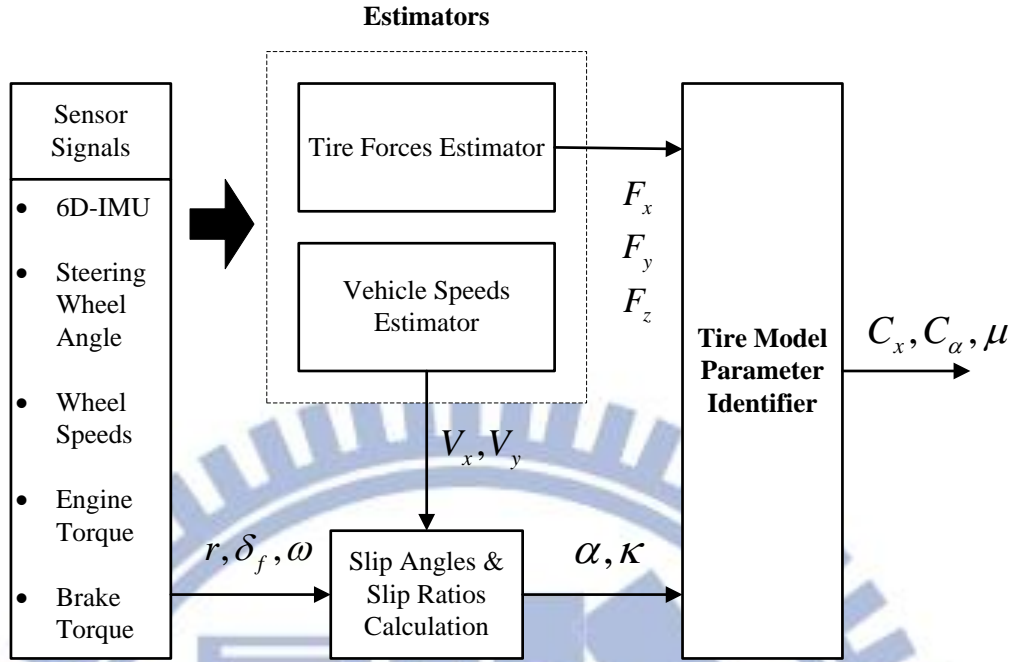 Estimators
Sensor
Signals
• 6D-IMU
• Steering
Wheel
Angle
• Wheel
Speeds
• Engine
Torque
• Brake
Torque
Tire Forces Estimator
Vehicle Speeds
Estimator
F_x
F_y
F_z
V_x, V_y
r, δ_f, ω
Slip Angles &
Slip Ratios
Calculation
α, κ
Tire Model
Parameter
Identifier
C_x, C_α, μ